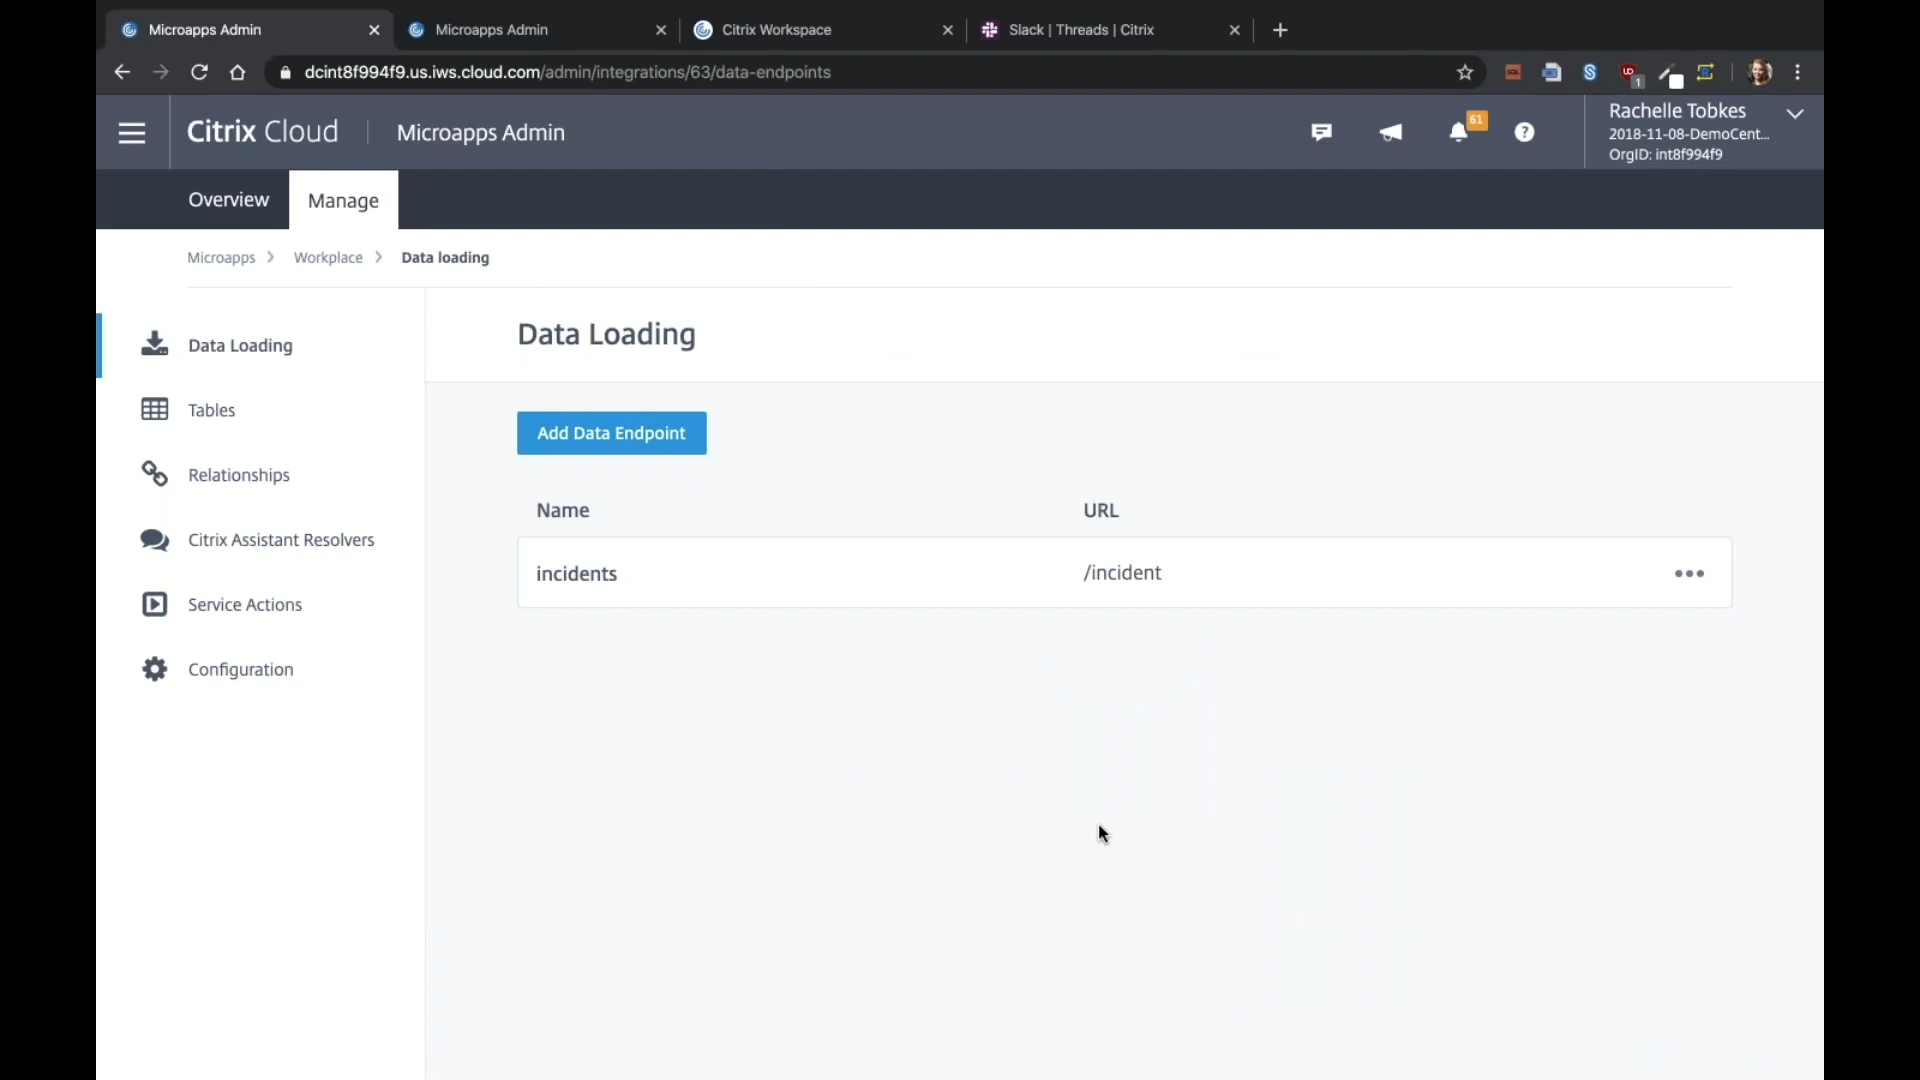 Microapps Admin
Microapps Admin
Citrix Workspace
Slack | Threads | Citrix
dcint8f994f9.us.iws.cloud.com/admin/integrations/63/data-endpoints
1
Citrix Cloud
Microapps Admin
61
?
Rachelle Tobkes
2018-11-08-DemoCent...
OrgID: int8f994f9
Overview
Manage
Microapps
Workplace
Data loading
Data Loading
Tables
Relationships
Citrix Assistant Resolvers
Service Actions
Configuration
Data Loading
Add Data Endpoint
Name
URL
incidents
/incident